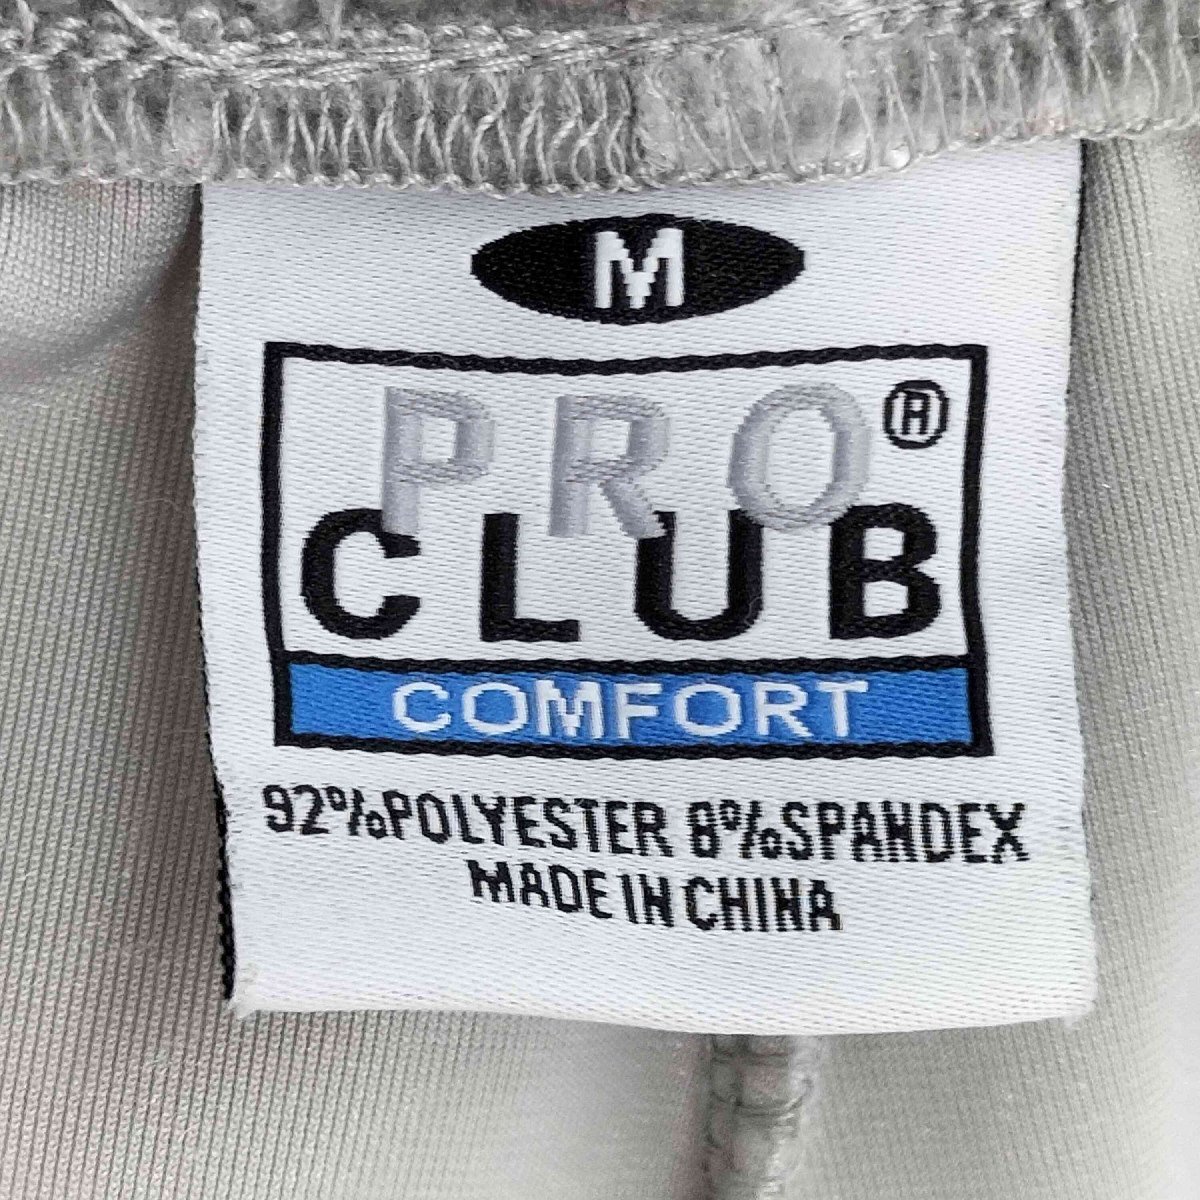 M
PRO®
CLUB
COMFORT
92%POLYESTER 8%SPANDEX
MADE IN CHINA